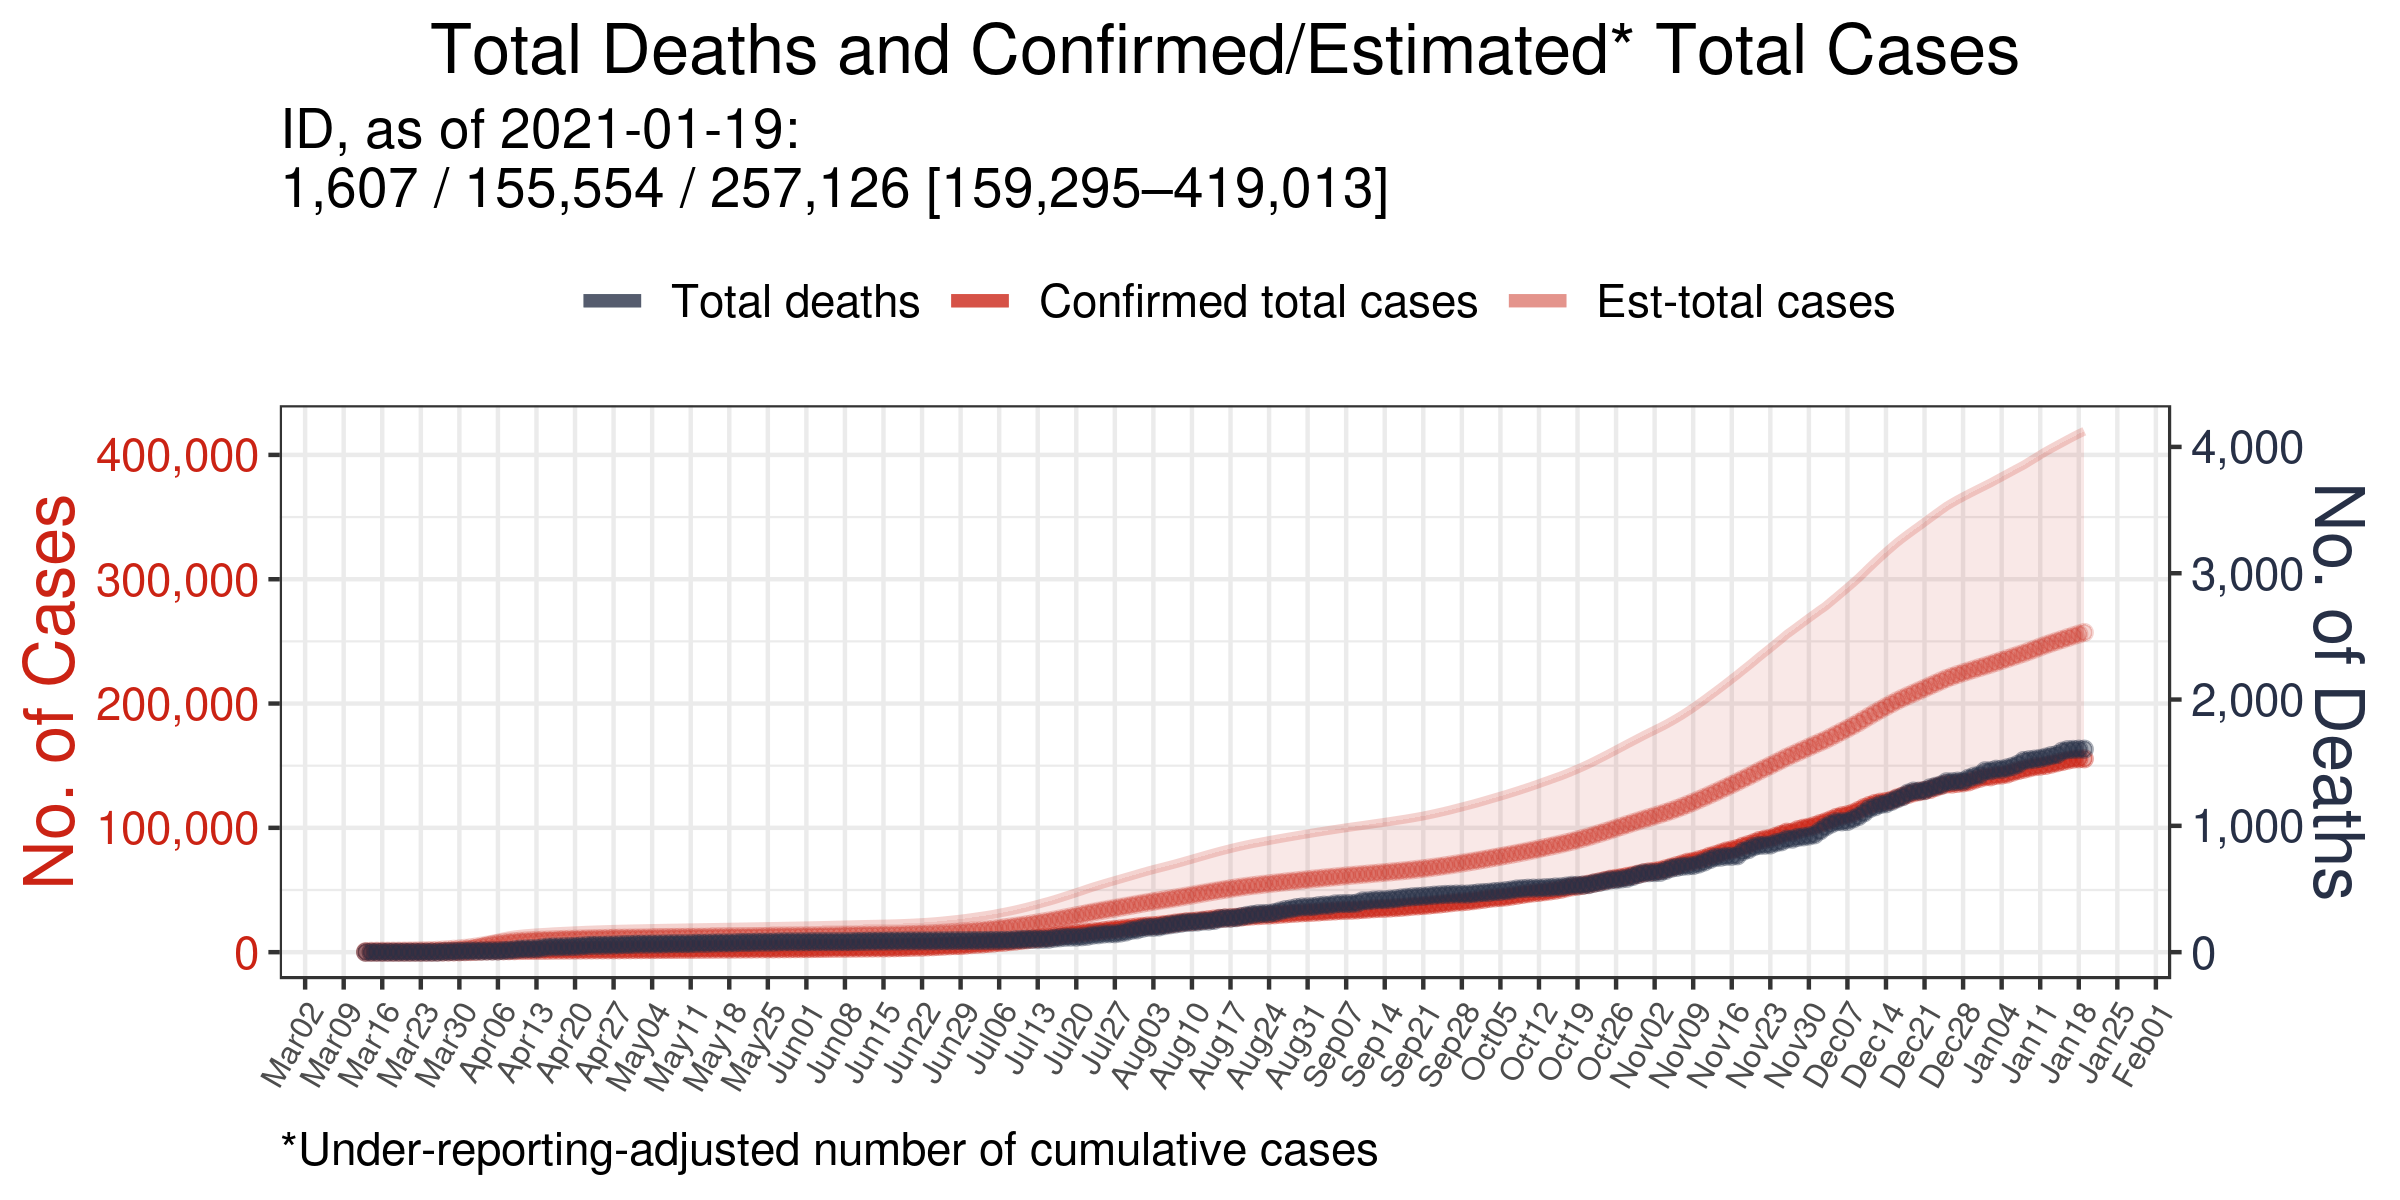 Total Deaths and Confirmed/Estimated* Total Cases
ID, as of 2021-01-19:
1,607 / 155,554 / 257,126 [159,295–419,013]
Total deaths
Confirmed total cases
Est-total cases
No. of Cases
400,000
300,000
200,000
100,000
0
4,000
3,000
2,000
1,000
0
No. of Deaths
Mar02
Mar09
Mar16
Mar23
Mar30
Apr06
Apr13
Apr20
Apr27
May04
May11
May18
May25
Jun01
Jun08
Jun15
Jun22
Jun29
Jul06
Jul13
Jul20
Jul27
Aug03
Aug10
Aug17
Aug24
Aug31
Sep07
Sep14
Sep21
Sep28
Oct05
Oct12
Oct19
Oct26
Nov02
Nov09
Nov16
Nov23
Nov30
Dec07
Dec14
Dec21
Dec28
Jan04
Jan11
Jan18
Jan25
Feb01
*Under-reporting-adjusted number of cumulative cases